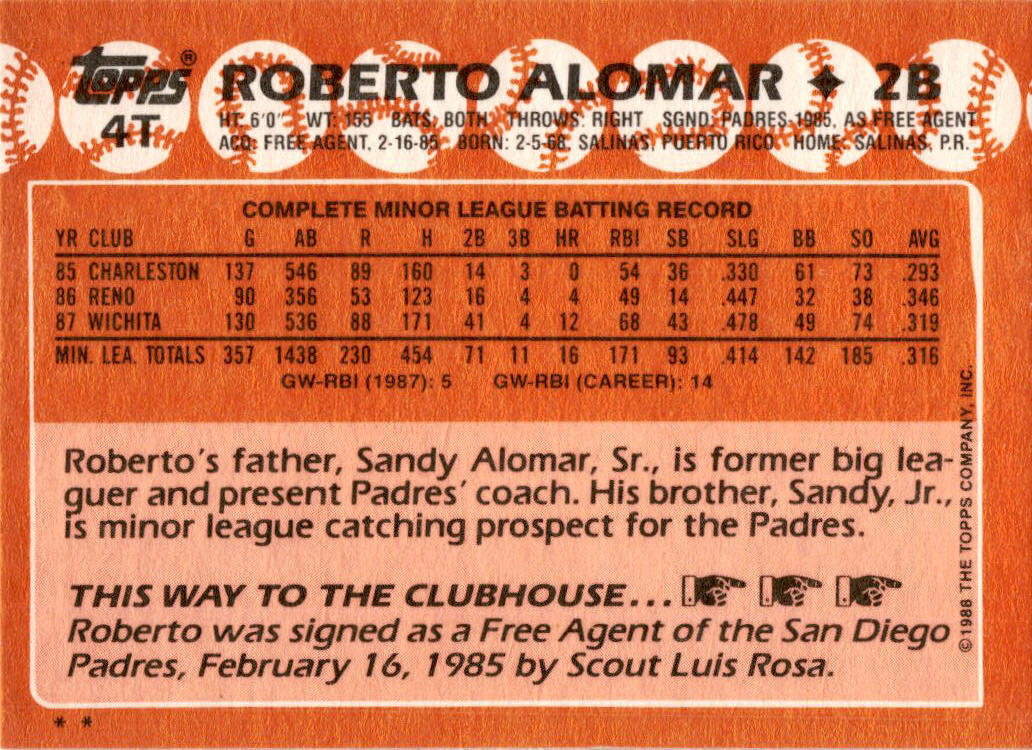 topps® ROBERTO ALOMAR ✦ 2B
4T
HT: 6'0" WT: 155 BATS: BOTH THROWS: RIGHT SGND: PADRES-1985, AS FREE AGENT
ACQ: FREE AGENT, 2-16-85 BORN: 2-5-68, SALINAS, PUERTO RICO HOME: SALINAS, P.R.
COMPLETE MINOR LEAGUE BATTING RECORD
YR CLUB G AB R H 2B 3B HR RBI SB SLG BB SO AVG
85 CHARLESTON 137 546 89 160 14 3 0 54 36 .330 61 73 .293
86 RENO 90 356 53 123 16 4 4 49 14 .447 32 38 .346
87 WICHITA 130 536 88 171 41 4 12 68 43 .478 49 74 .319
MIN. LEA. TOTALS 357 1438 230 454 71 11 16 171 93 .414 142 185 .316
GW-RBI (1987): 5 GW-RBI (CAREER): 14
Roberto's father, Sandy Alomar, Sr., is former big lea-
guer and present Padres' coach. His brother, Sandy, Jr.,
is minor league catching prospect for the Padres.
THIS WAY TO THE CLUBHOUSE...
Roberto was signed as a Free Agent of the San Diego
Padres, February 16, 1985 by Scout Luis Rosa.
©1988 THE TOPPS COMPANY, INC.
* *